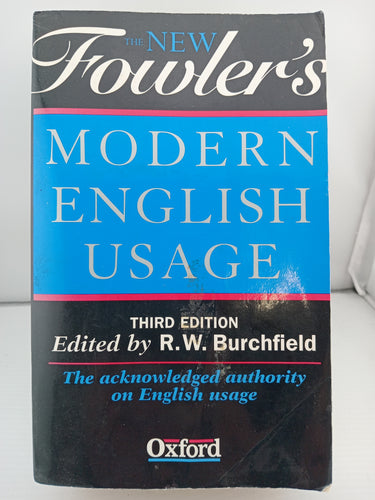 THE NEW
Fowler's
MODERN
ENGLISH
USAGE
THIRD EDITION
Edited by R.W. Burchfield
The acknowledged authority
on English usage
Oxford